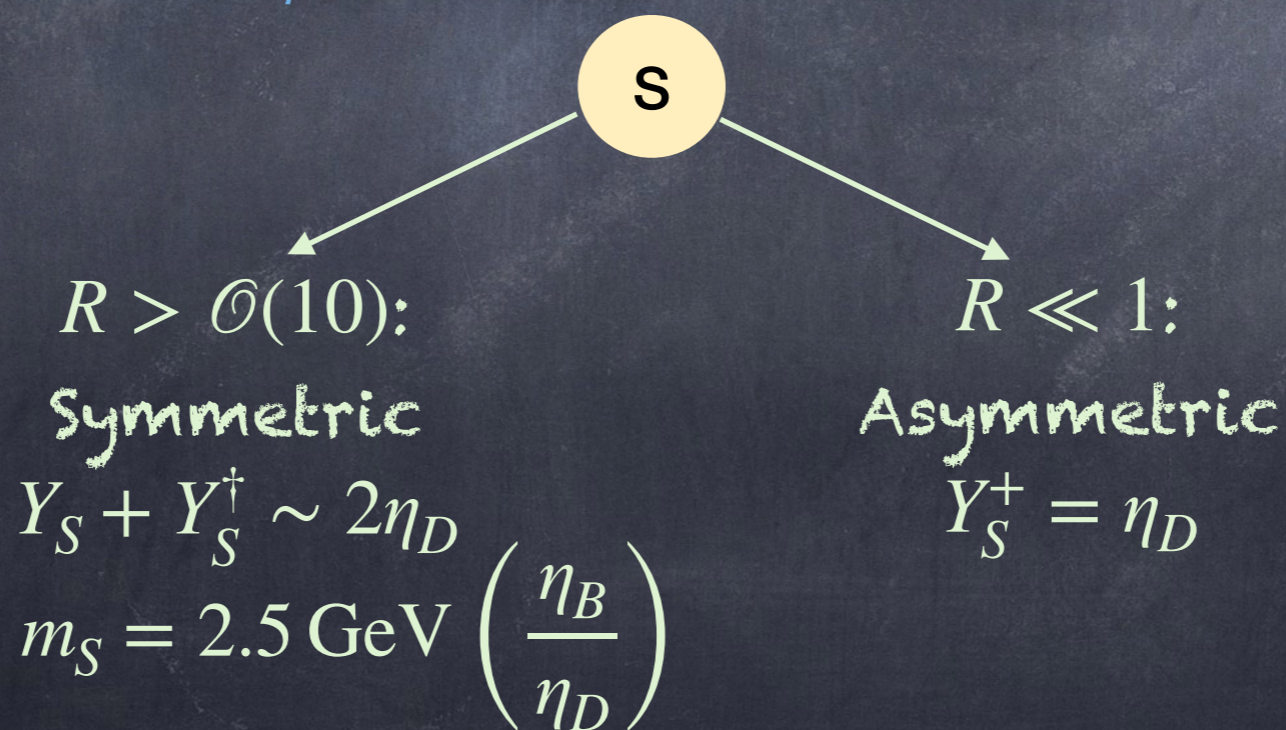 S
R > 𝒪(10):
Symmetric
Y_S + Y_S^† ∼ 2η_D
m_S = 2.5 GeV (η_B / η_D)
R ≪ 1:
Asymmetric
Y_S^+ = η_D